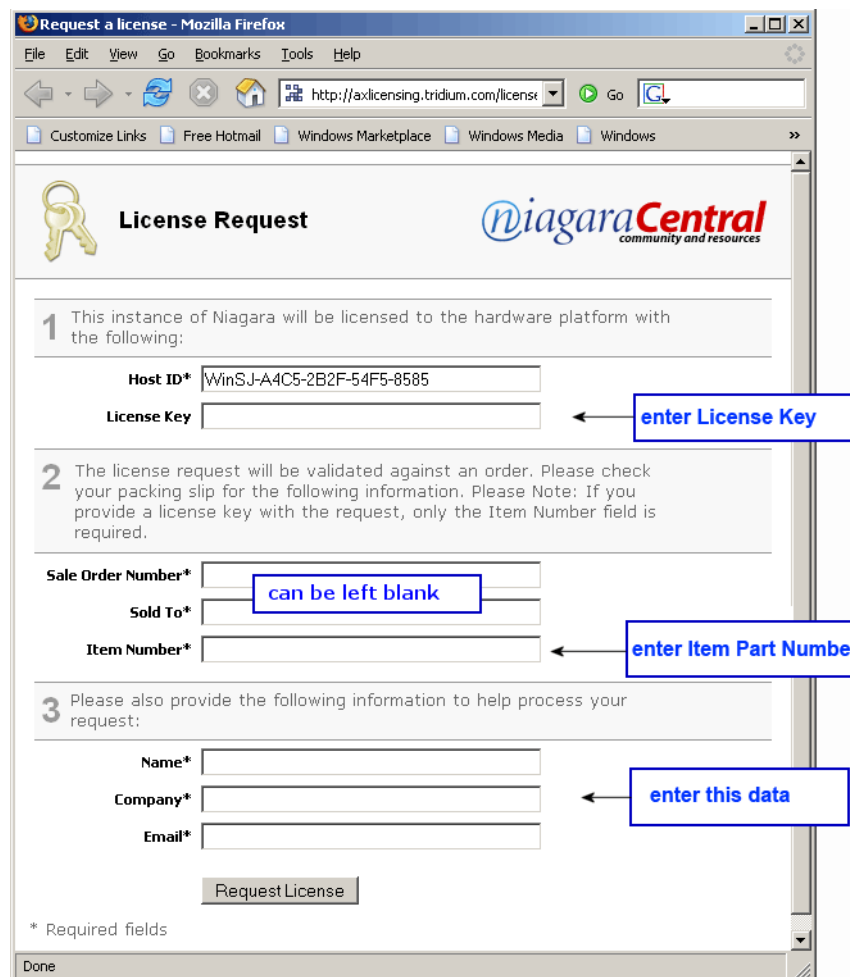 Request a license - Mozilla Firefox
File Edit View Go Bookmarks Tools Help
http://axlicensing.tridium.com/license Go G
Customize Links Free Hotmail Windows Marketplace Windows Media Windows »
License Request
niagaraCentral
community and resources
1 This instance of Niagara will be licensed to the hardware platform with
the following:
Host ID* WinSJ-A4C5-2B2F-54F5-8585
License Key
enter License Key
2 The license request will be validated against an order. Please check
your packing slip for the following information. Please Note: If you
provide a license key with the request, only the Item Number field is
required.
Sale Order Number*
can be left blank
Sold To*
Item Number*
enter Item Part Numbe
3 Please also provide the following information to help process your
request:
Name*
Company*
enter this data
Email*
Request License
* Required fields
Done